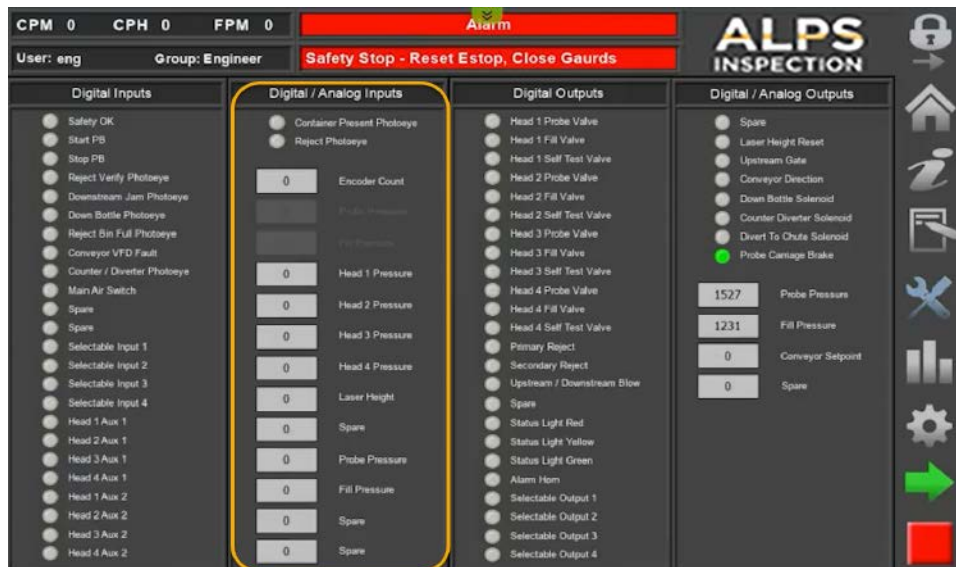 CPM 0 CPH 0 FPM 0
Alarm
ALPS
INSPECTION
User: eng Group: Engineer
Safety Stop - Reset Estop, Close Gaurds
Digital Inputs
Safety OK
Start PB
Stop PB
Reject Verify Photoeye
Downstream Jam Photoeye
Down Bottle Photoeye
Reject Bin Full Photoeye
Conveyor VFD Fault
Counter / Diverter Photoeye
Main Air Switch
Spare
Spare
Selectable Input 1
Selectable Input 2
Selectable Input 3
Selectable Input 4
Head 1 Aux 1
Head 2 Aux 1
Head 3 Aux 1
Head 4 Aux 1
Head 1 Aux 2
Head 2 Aux 2
Head 3 Aux 2
Head 4 Aux 2
Digital / Analog Inputs
Container Present Photoeye
Reject Photoeye
0 Encoder Count
Probe Pressure
Fill Pressure
0 Head 1 Pressure
0 Head 2 Pressure
0 Head 3 Pressure
0 Head 4 Pressure
0 Laser Height
0 Spare
0 Probe Pressure
0 Fill Pressure
0 Spare
0 Spare
Digital Outputs
Head 1 Probe Valve
Head 1 Fill Valve
Head 1 Self Test Valve
Head 2 Probe Valve
Head 2 Fill Valve
Head 2 Self Test Valve
Head 3 Probe Valve
Head 3 Fill Valve
Head 3 Self Test Valve
Head 4 Probe Valve
Head 4 Fill Valve
Head 4 Self Test Valve
Primary Reject
Secondary Reject
Upstream / Downstream Blow
Spare
Status Light Red
Status Light Yellow
Status Light Green
Alarm Horn
Selectable Output 1
Selectable Output 2
Selectable Output 3
Selectable Output 4
Digital / Analog Outputs
Spare
Laser Height Reset
Upstream Gate
Conveyor Direction
Down Bottle Solenoid
Counter Diverter Solenoid
Divert To Chute Solenoid
Probe Carriage Brake
1527 Probe Pressure
1231 Fill Pressure
0 Conveyor Setpoint
0 Spare